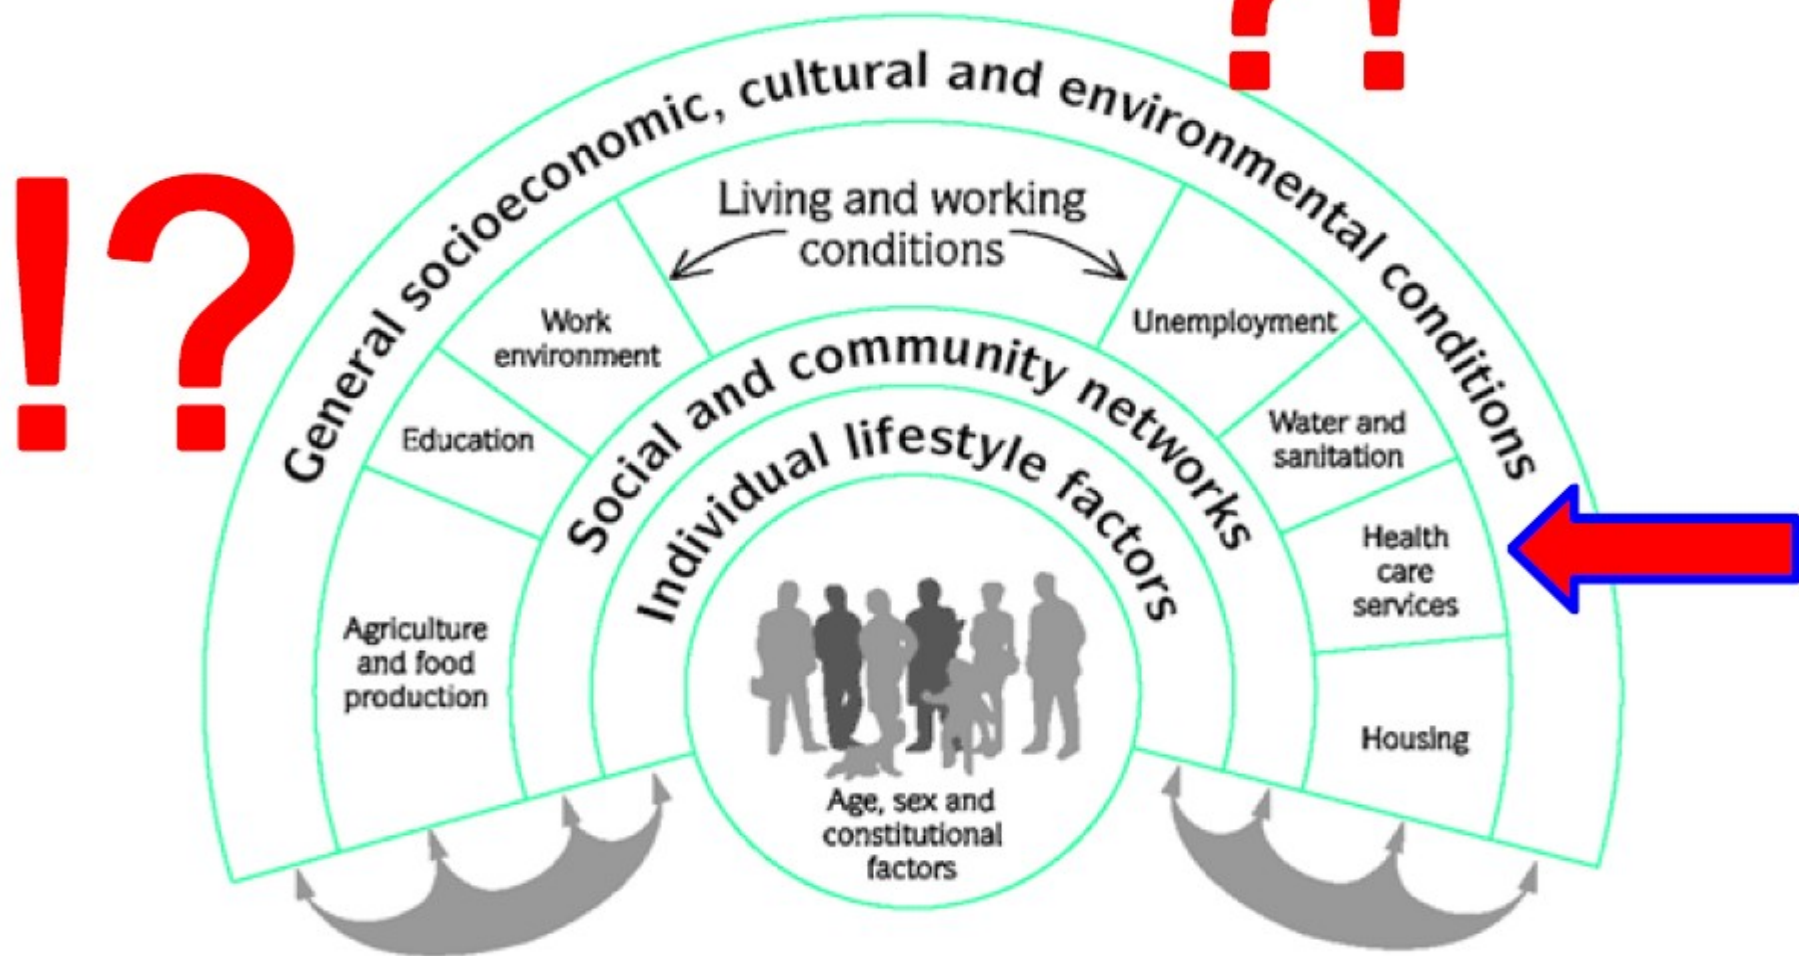 ?!
!?
General socioeconomic, cultural and environmental conditions
Living and working
conditions
Work
environment
Unemployment
Education
Water and
sanitation
Agriculture
and food
production
Health
care
services
Housing
Social and community networks
Individual lifestyle factors
Age, sex and
constitutional
factors